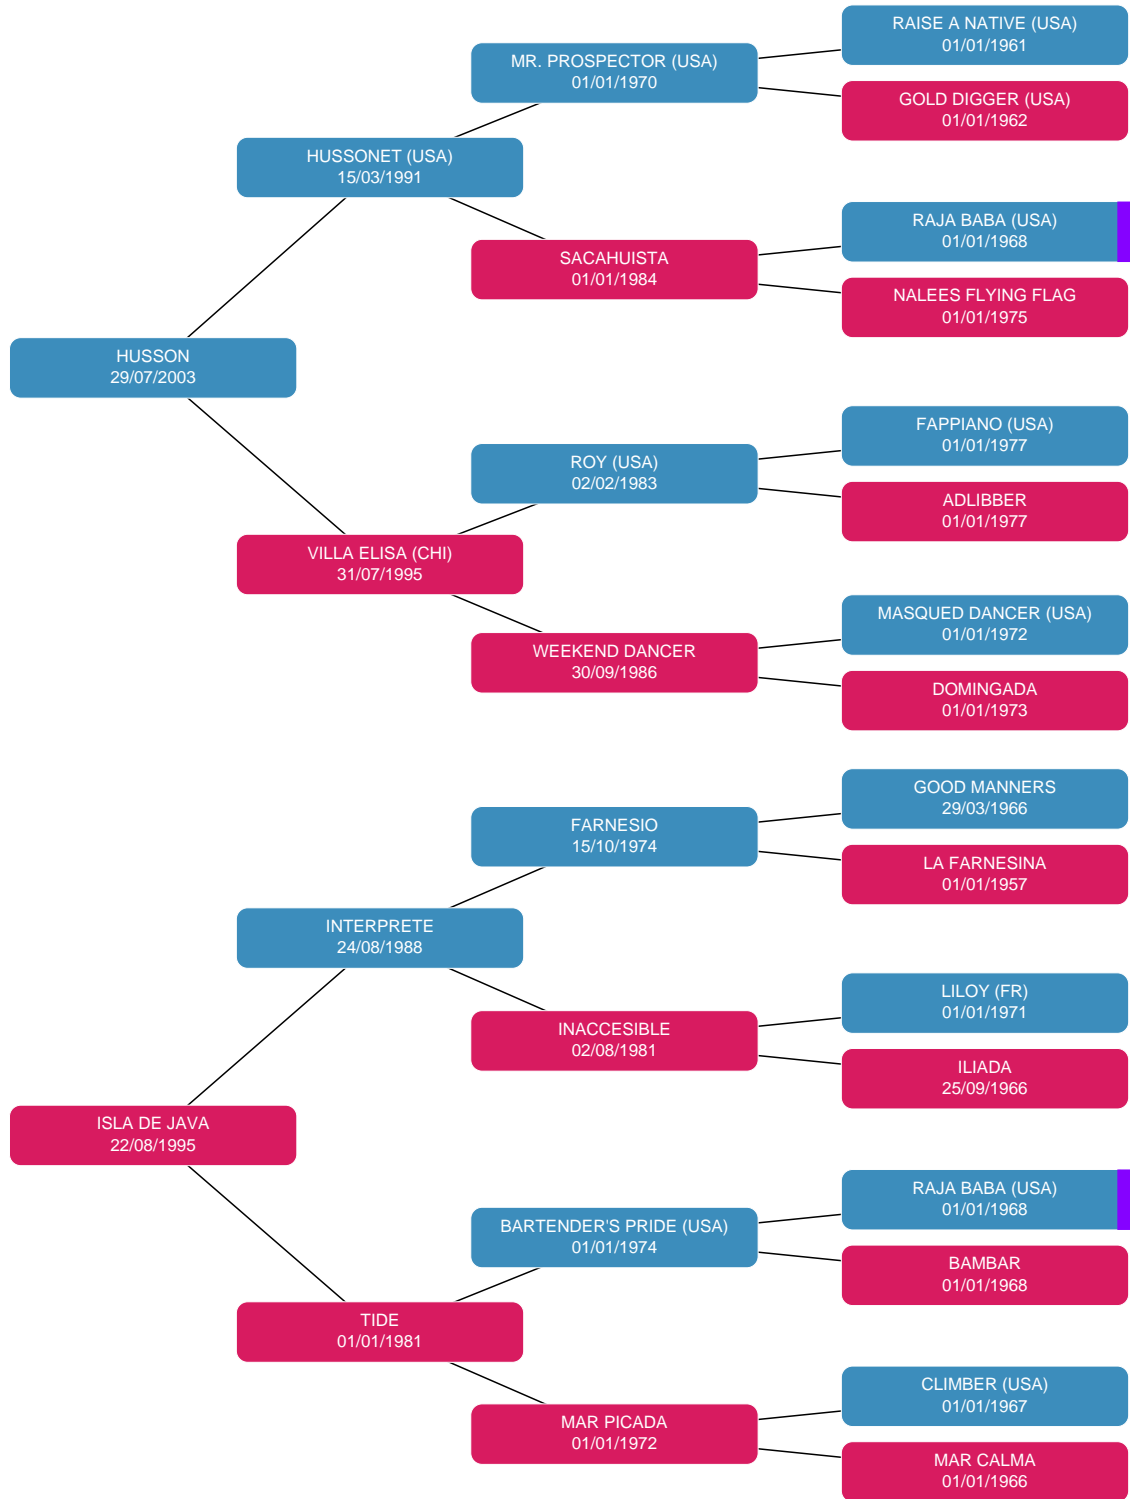 RAISE A NATIVE (USA)
01/01/1961
MR. PROSPECTOR (USA)
01/01/1970
GOLD DIGGER (USA)
01/01/1962
HUSSONET (USA)
15/03/1991
RAJA BABA (USA)
01/01/1968
SACAHUISTA
01/01/1984
NALEES FLYING FLAG
01/01/1975
HUSSON
29/07/2003
FAPPIANO (USA)
01/01/1977
ROY (USA)
02/02/1983
ADLIBBER
01/01/1977
VILLA ELISA (CHI)
31/07/1995
MASQUED DANCER (USA)
01/01/1972
WEEKEND DANCER
30/09/1986
DOMINGADA
01/01/1973
GOOD MANNERS
29/03/1966
FARNESIO
15/10/1974
LA FARNESINA
01/01/1957
INTERPRETE
24/08/1988
LILOY (FR)
01/01/1971
INACCESIBLE
02/08/1981
ILIADA
25/09/1966
ISLA DE JAVA
22/08/1995
RAJA BABA (USA)
01/01/1968
BARTENDER'S PRIDE (USA)
01/01/1974
BAMBAR
01/01/1968
TIDE
01/01/1981
CLIMBER (USA)
01/01/1967
MAR PICADA
01/01/1972
MAR CALMA
01/01/1966